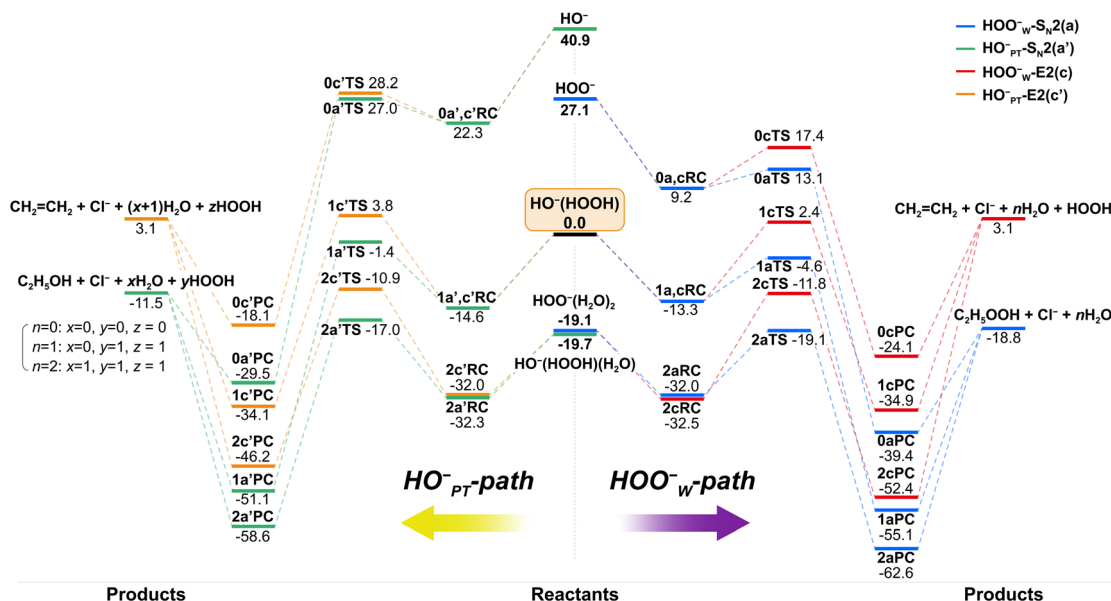 HO⁻
40.9
HOO⁻
27.1
HOO⁻W-SN2(a)
HO⁻PT-SN2(a')
HOO⁻W-E2(c)
HO⁻PT-E2(c')
0c'TS 28.2
0a'TS 27.0
0a',c'RC
22.3
0cTS 17.4
0aTS 13.1
0a,cRC
9.2
CH₂=CH₂ + Cl⁻ + (x+1)H₂O + zHOOH
3.1
HO⁻(HOOH)
0.0
CH₂=CH₂ + Cl⁻ + nH₂O + HOOH
3.1
1c'TS 3.8
1a'TS -1.4
2c'TS -10.9
2a'TS -17.0
1cTS 2.4
1aTS -4.6
2cTS -11.8
2aTS -19.1
C₂H₅OH + Cl⁻ + xH₂O + yHOOH
-11.5
1a',c'RC
-14.6
1a,cRC
-13.3
HOO⁻(H₂O)₂
-19.1
-19.7
HO⁻(HOOH)(H₂O)
C₂H₅OOH + Cl⁻ + nH₂O
-18.8
n=0: x=0, y=0, z = 0
n=1: x=0, y=1, z = 1
n=2: x=1, y=1, z = 1
0c'PC
-18.1
0a'PC
-29.5
1c'PC
-34.1
2c'PC
-46.2
1a'PC
-51.1
2a'PC
-58.6
2c'RC
-32.0
2a'RC
-32.3
2aRC
-32.0
2cRC
-32.5
0cPC
-24.1
1cPC
-34.9
0aPC
-39.4
2cPC
-52.4
1aPC
-55.1
2aPC
-62.6
HO⁻PT-path
HOO⁻W-path
Products
Reactants
Products